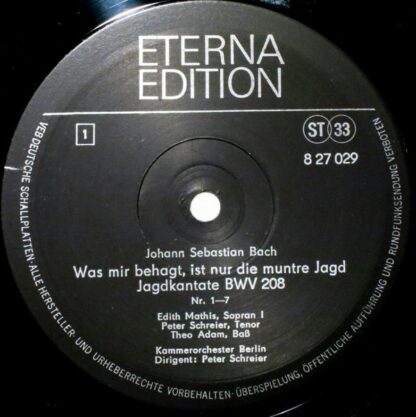 ETERNA
EDITION
1
ST 33
8 27 029
Johann Sebastian Bach
Was mir behagt, ist nur die muntre Jagd
Jagdkantate BWV 208
Nr. 1—7
Edith Mathis, Sopran I
Peter Schreier, Tenor
Theo Adam, Baß
Kammerorchester Berlin
Dirigent: Peter Schreier
VEB DEUTSCHE SCHALLPLATTEN · ALLE HERSTELLER- UND URHEBERRECHTE VORBEHALTEN · ÜBERSPIELUNG, ÖFFENTLICHE AUFFÜHRUNG UND RUNDFUNKSENDUNG VERBOTEN